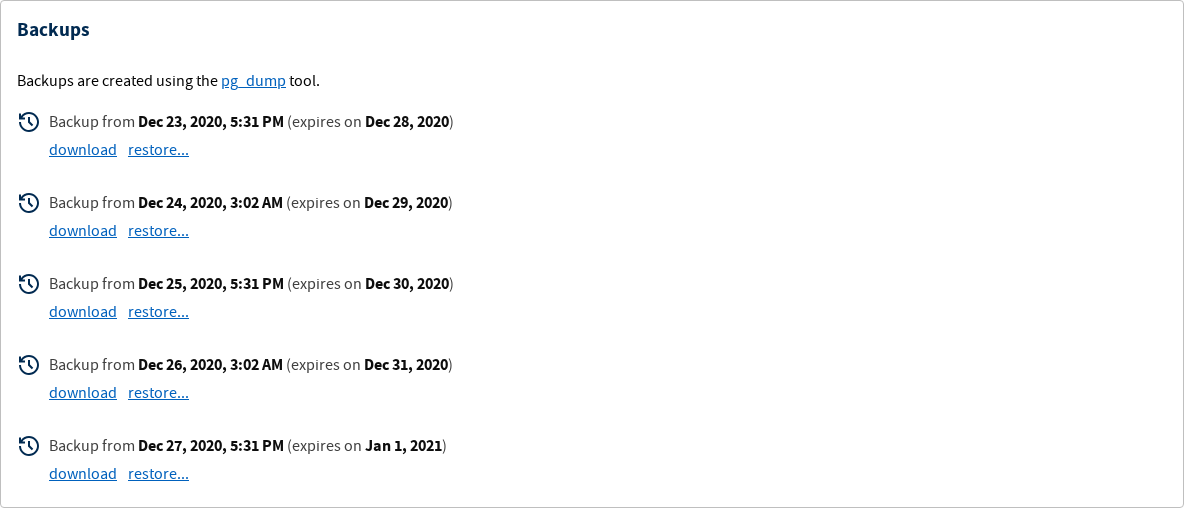 Backups
Backups are created using the pg_dump tool.
Backup from Dec 23, 2020, 5:31 PM (expires on Dec 28, 2020)
download restore...
Backup from Dec 24, 2020, 3:02 AM (expires on Dec 29, 2020)
download restore...
Backup from Dec 25, 2020, 5:31 PM (expires on Dec 30, 2020)
download restore...
Backup from Dec 26, 2020, 3:02 AM (expires on Dec 31, 2020)
download restore...
Backup from Dec 27, 2020, 5:31 PM (expires on Jan 1, 2021)
download restore...